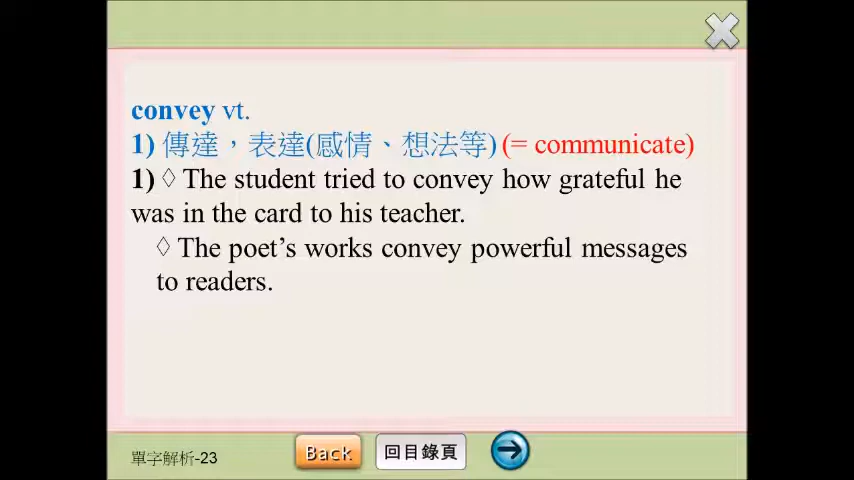 convey vt.
1) 傳達，表達(感情、想法等) (= communicate)
1) ◊ The student tried to convey how grateful he
was in the card to his teacher.
◊ The poet’s works convey powerful messages
to readers.
單字解析-23
Back
回目錄頁